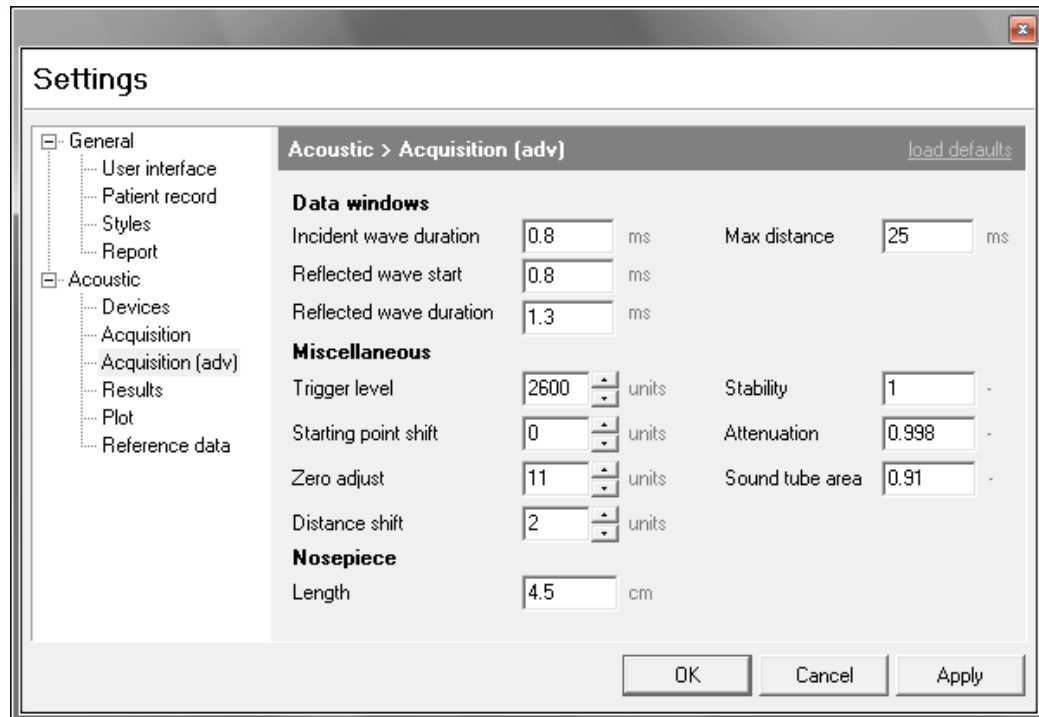 Settings
General
User interface
Patient record
Styles
Report
Acoustic
Devices
Acquisition
Acquisition (adv)
Results
Plot
Reference data
Acoustic > Acquisition (adv) load defaults
Data windows
Incident wave duration 0.8 ms Max distance 25 ms
Reflected wave start 0.8 ms
Reflected wave duration 1.3 ms
Miscellaneous
Trigger level 2600 units Stability 1 -
Starting point shift 0 units Attenuation 0.998 -
Zero adjust 11 units Sound tube area 0.91 -
Distance shift 2 units
Nosepiece
Length 4.5 cm
OK Cancel Apply